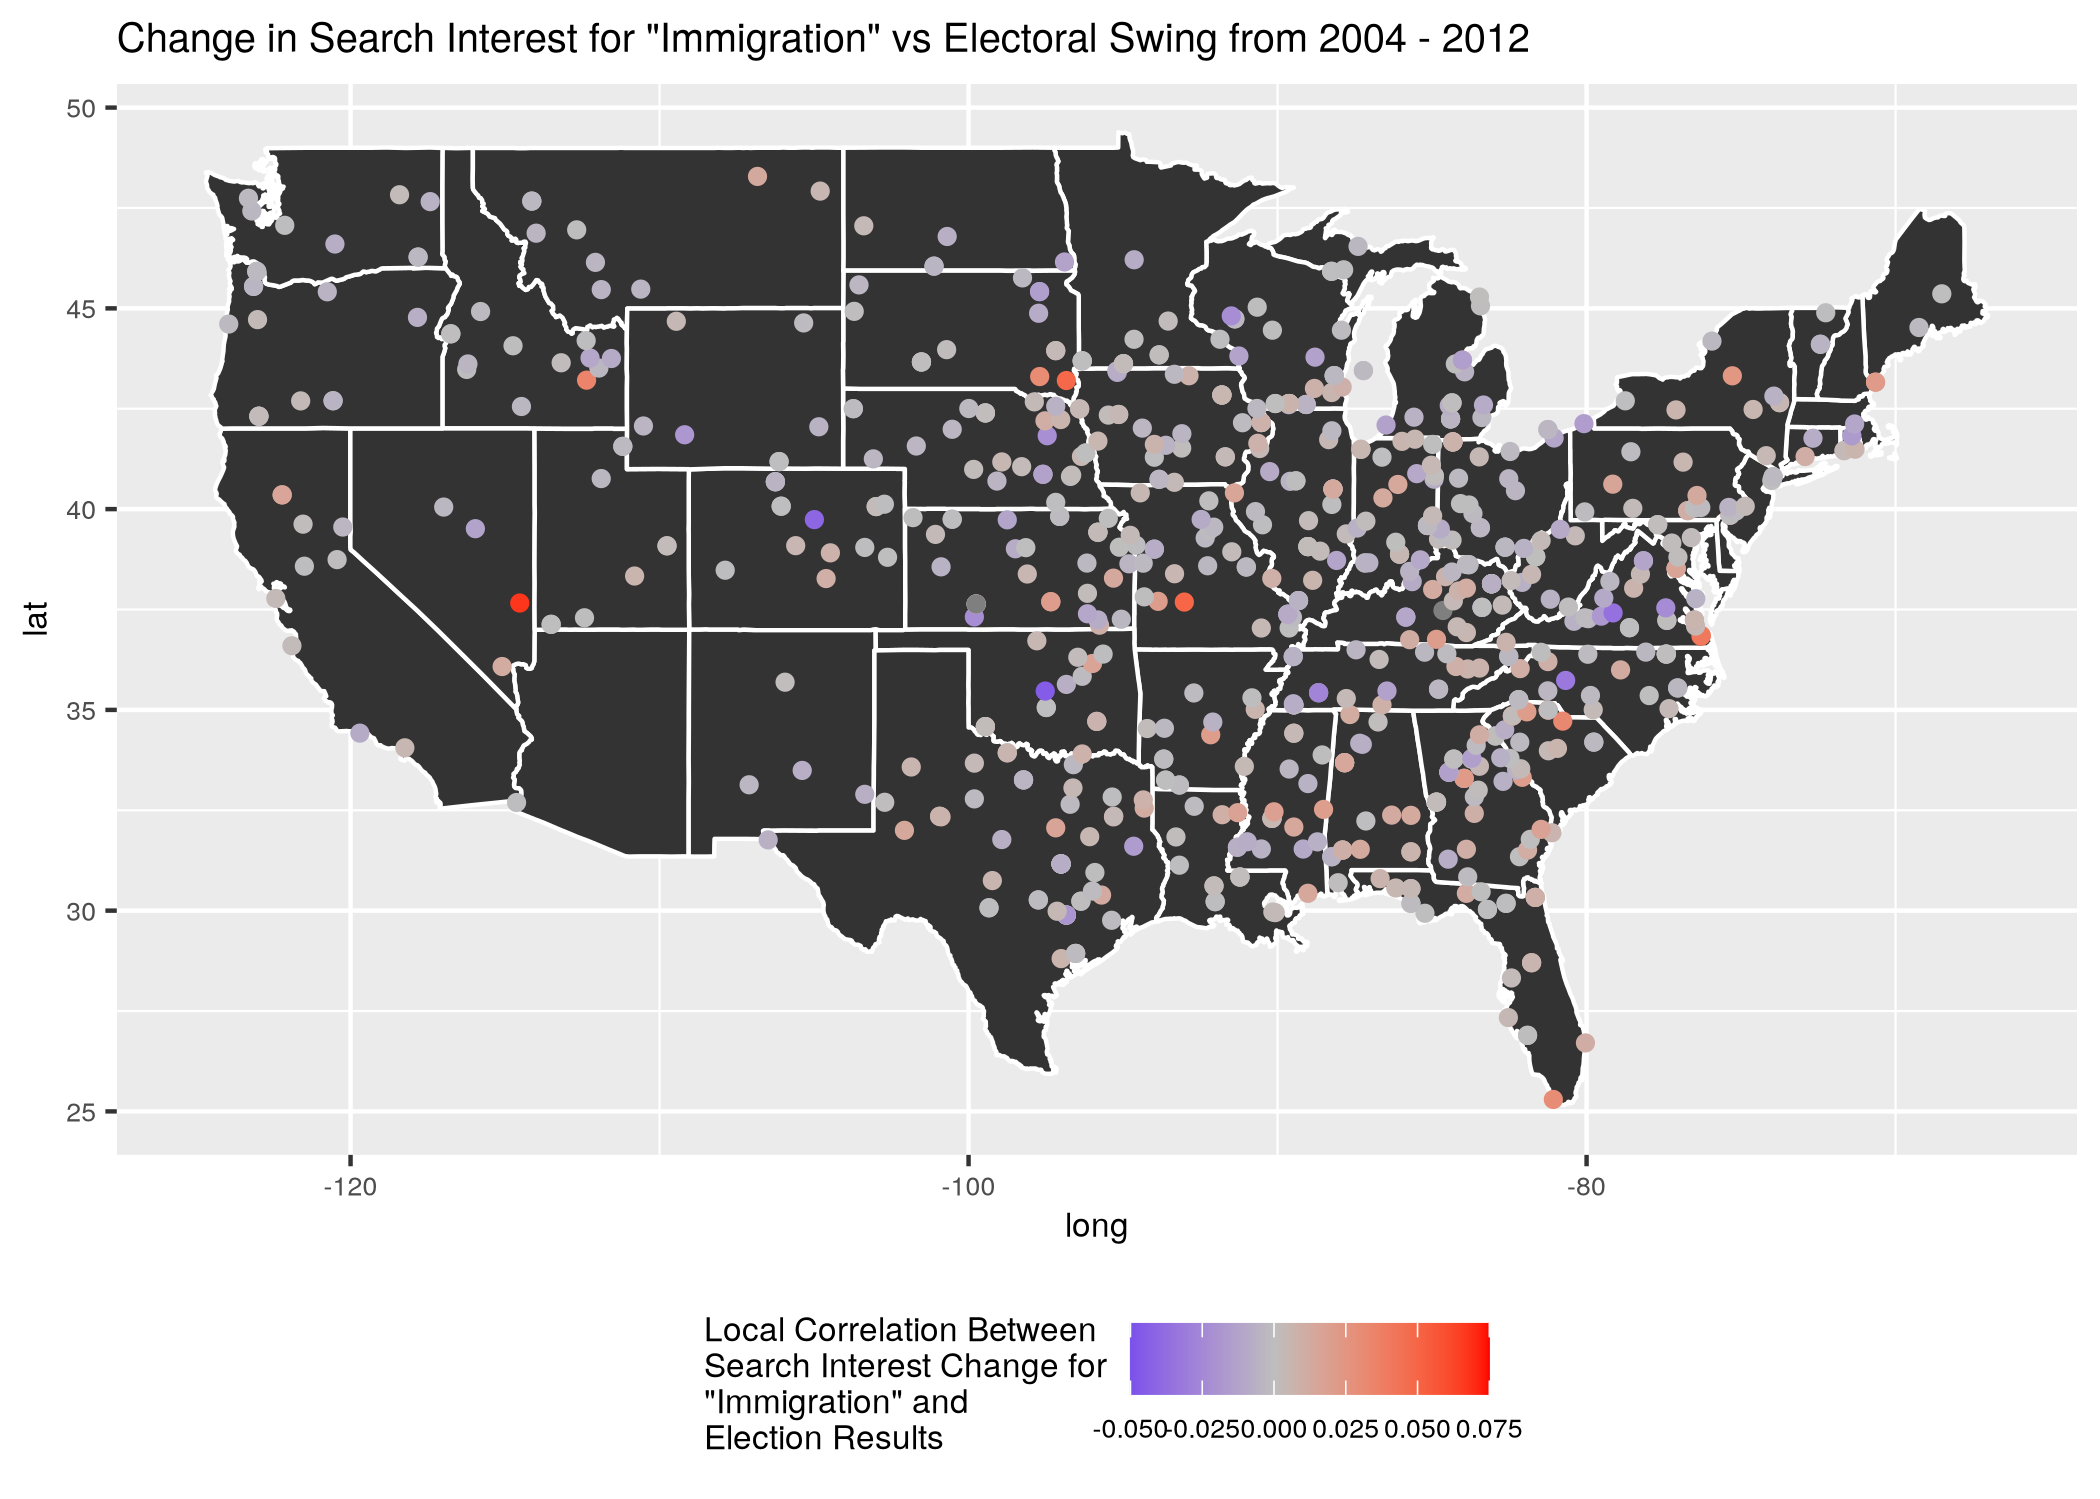 Change in Search Interest for "Immigration" vs Electoral Swing from 2004 - 2012
50
45
40
35
30
25
lat
-120
-100
-80
long
Local Correlation Between
Search Interest Change for
"Immigration" and
Election Results
-0.050 -0.025 0.000 0.025 0.050 0.075